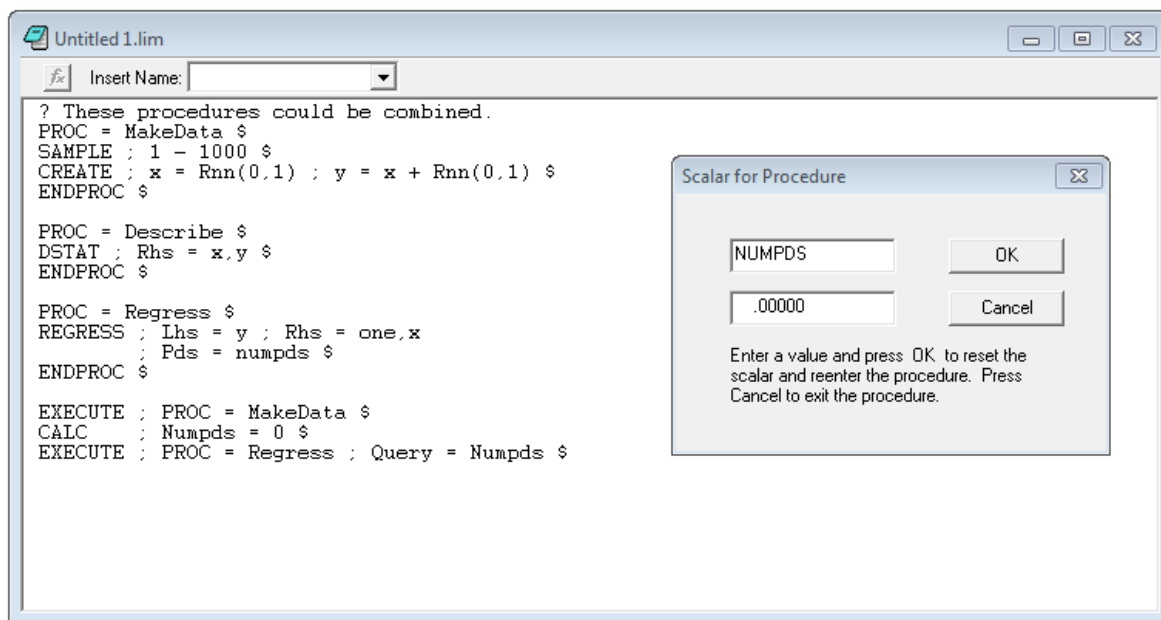 Untitled 1.lim
fx Insert Name:
? These procedures could be combined.
PROC = MakeData $
SAMPLE ; 1 - 1000 $
CREATE ; x = Rnn(0,1) ; y = x + Rnn(0,1) $
ENDPROC $
PROC = Describe $
DSTAT ; Rhs = x,y $
ENDPROC $
PROC = Regress $
REGRESS ; Lhs = y ; Rhs = one,x
; Pds = numpds $
ENDPROC $
EXECUTE ; PROC = MakeData $
CALC ; Numpds = 0 $
EXECUTE ; PROC = Regress ; Query = Numpds $
Scalar for Procedure
NUMPDS
OK
.00000
Cancel
Enter a value and press OK to reset the
scalar and reenter the procedure. Press
Cancel to exit the procedure.